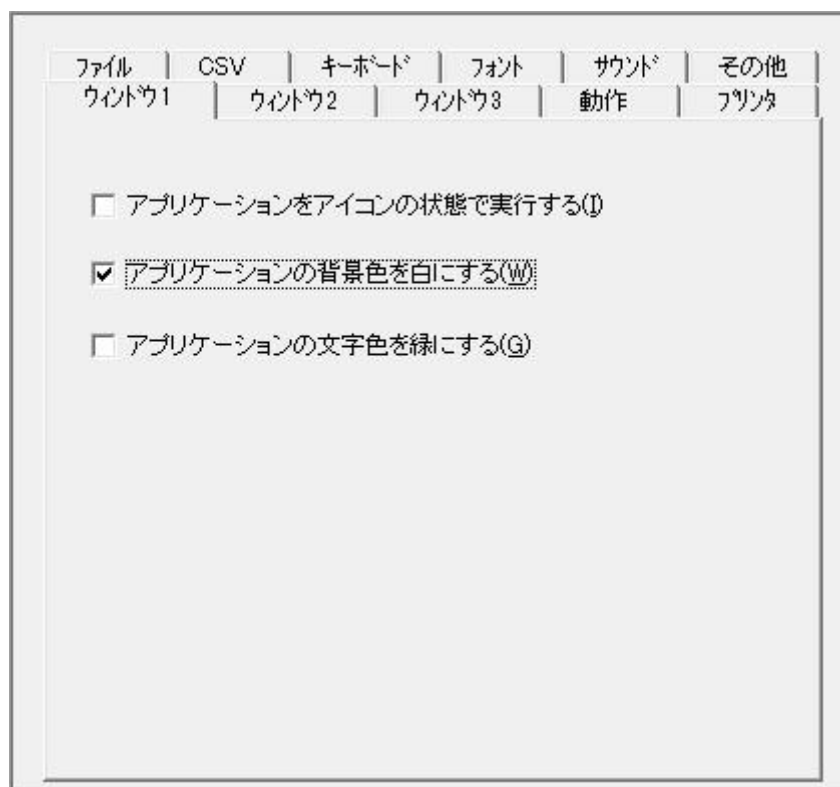 ファイル CSV キーボード フォント サウンド その他
ウィンドウ1 ウィンドウ2 ウィンドウ3 動作 プリンタ
アプリケーションをアイコンの状態で実行する(I)
アプリケーションの背景色を白にする(W)
アプリケーションの文字色を緑にする(G)